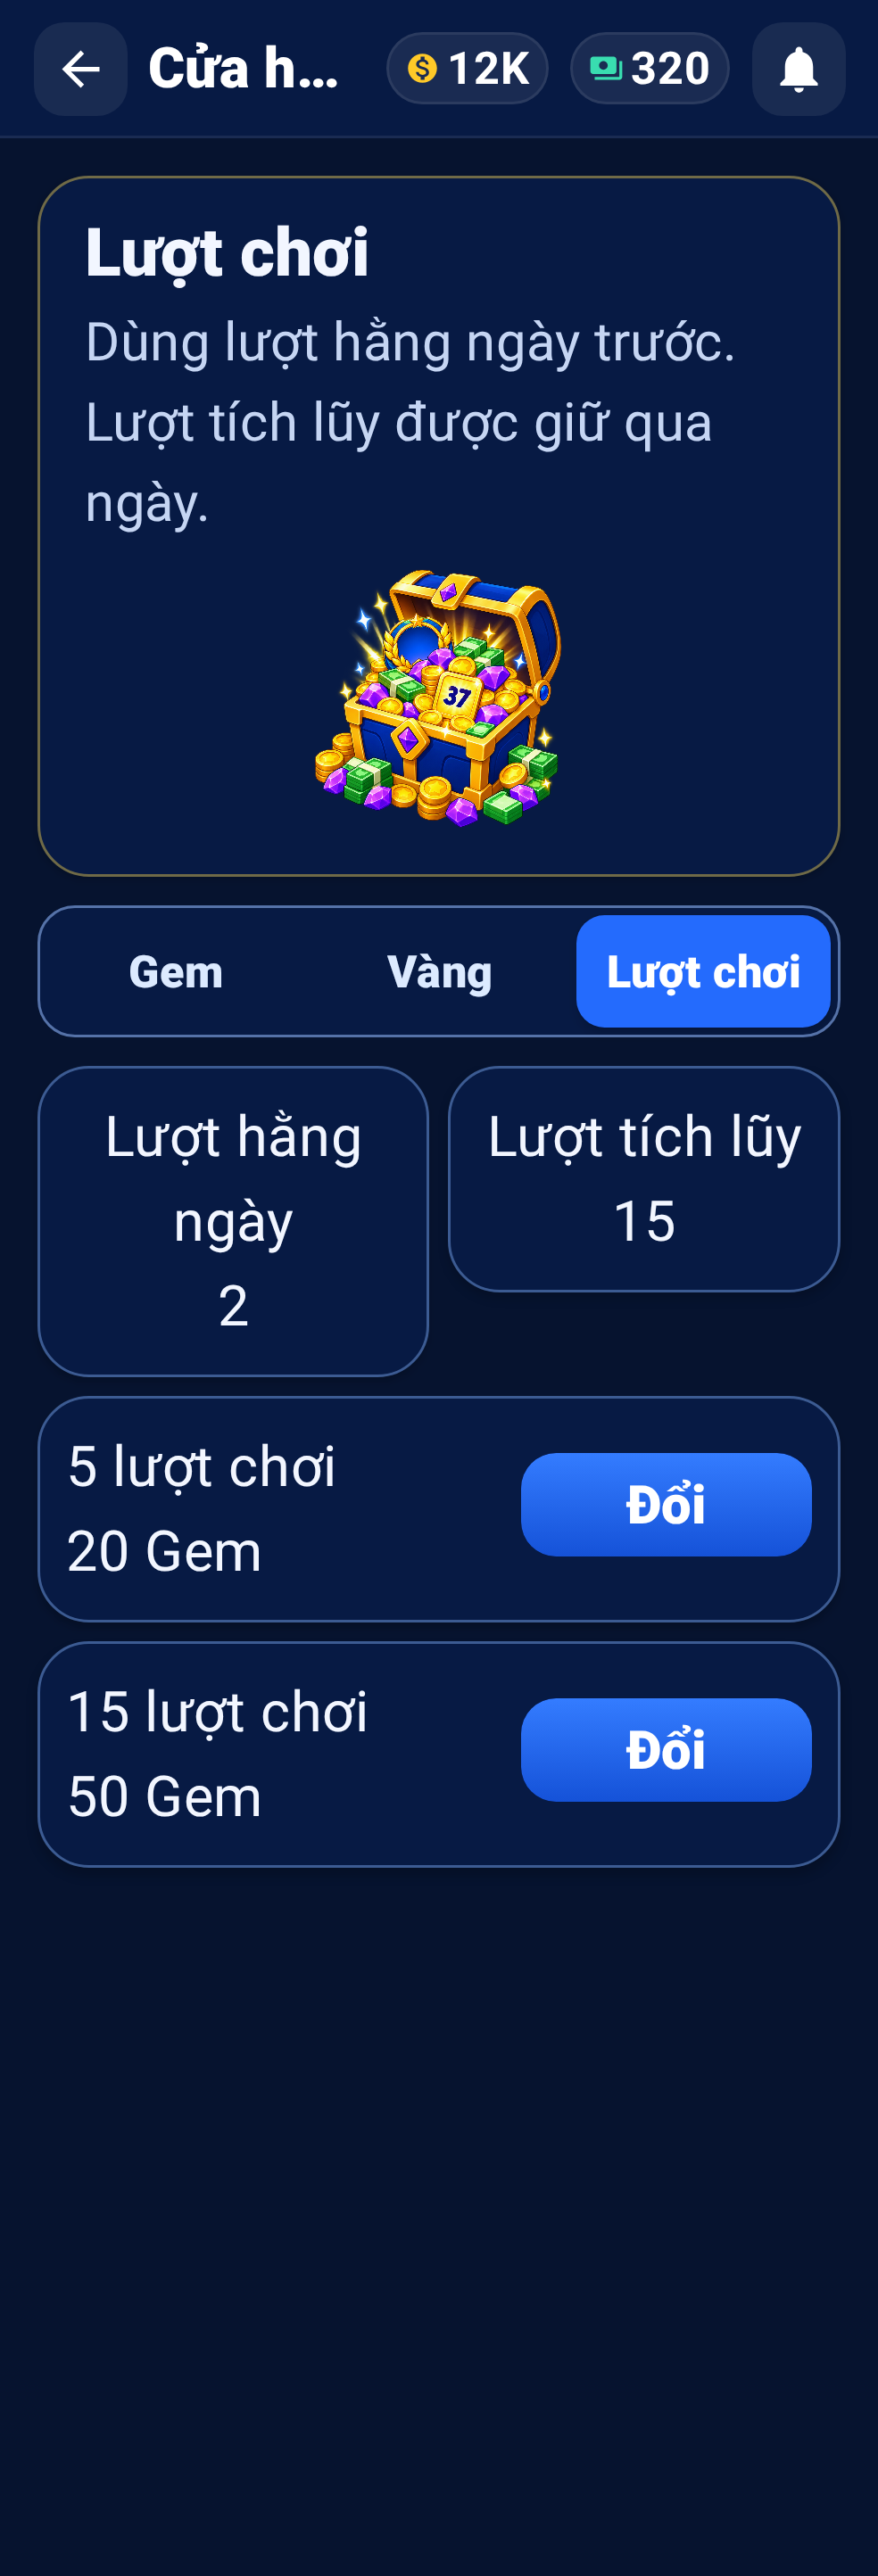 Cửa h...
12K
320
Lượt chơi
Dùng lượt hằng ngày trước.
Lượt tích lũy được giữ qua
ngày.
37
Gem
Vàng
Lượt chơi
Lượt hằng
ngày
2
Lượt tích lũy
15
5 lượt chơi
20 Gem
Đổi
15 lượt chơi
50 Gem
Đổi